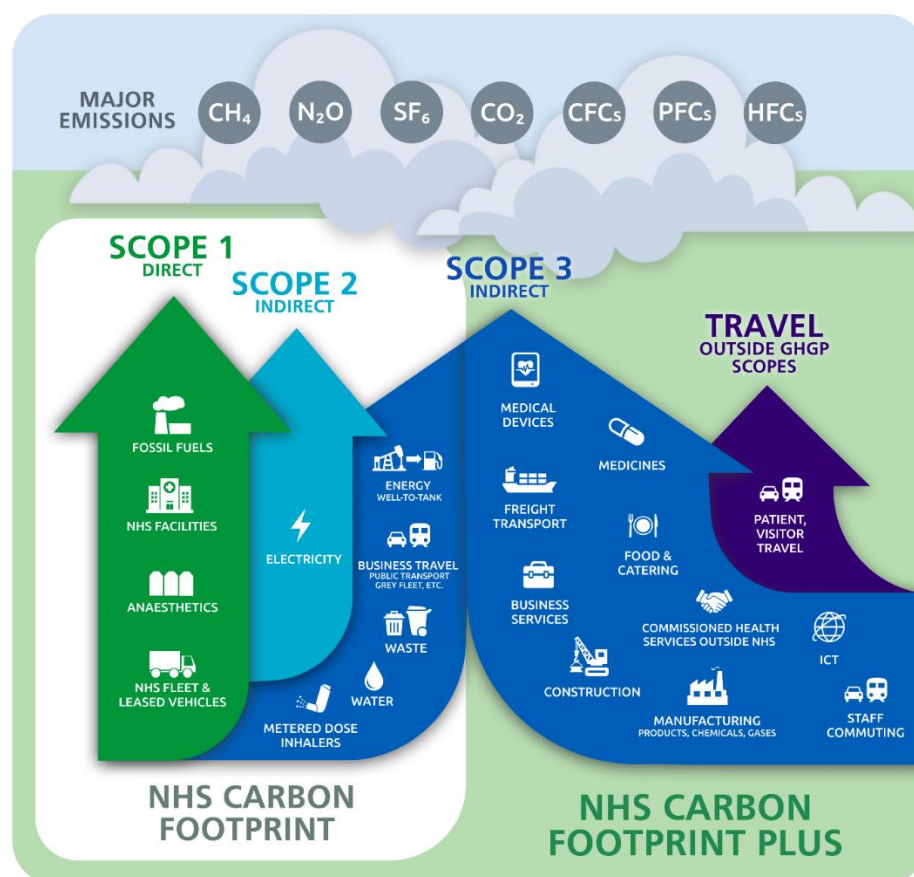 MAJOR
EMISSIONS
CH₄
N₂O
SF₆
CO₂
CFCs
PFCs
HFCs
SCOPE 1
DIRECT
SCOPE 2
INDIRECT
SCOPE 3
INDIRECT
TRAVEL
OUTSIDE GHGP
SCOPES
FOSSIL FUELS
NHS FACILITIES
ANAESTHETICS
NHS FLEET &
LEASED VEHICLES
ELECTRICITY
ENERGY
WELL-TO-TANK
BUSINESS TRAVEL
PUBLIC TRANSPORT
GREY FLEET, ETC.
WASTE
WATER
METERED DOSE
INHALERS
MEDICAL
DEVICES
MEDICINES
FREIGHT
TRANSPORT
FOOD &
CATERING
BUSINESS
SERVICES
COMMISSIONED HEALTH
SERVICES OUTSIDE NHS
ICT
CONSTRUCTION
MANUFACTURING
PRODUCTS, CHEMICALS, GASES
STAFF
COMMUTING
PATIENT,
VISITOR
TRAVEL
NHS CARBON
FOOTPRINT
NHS CARBON
FOOTPRINT PLUS